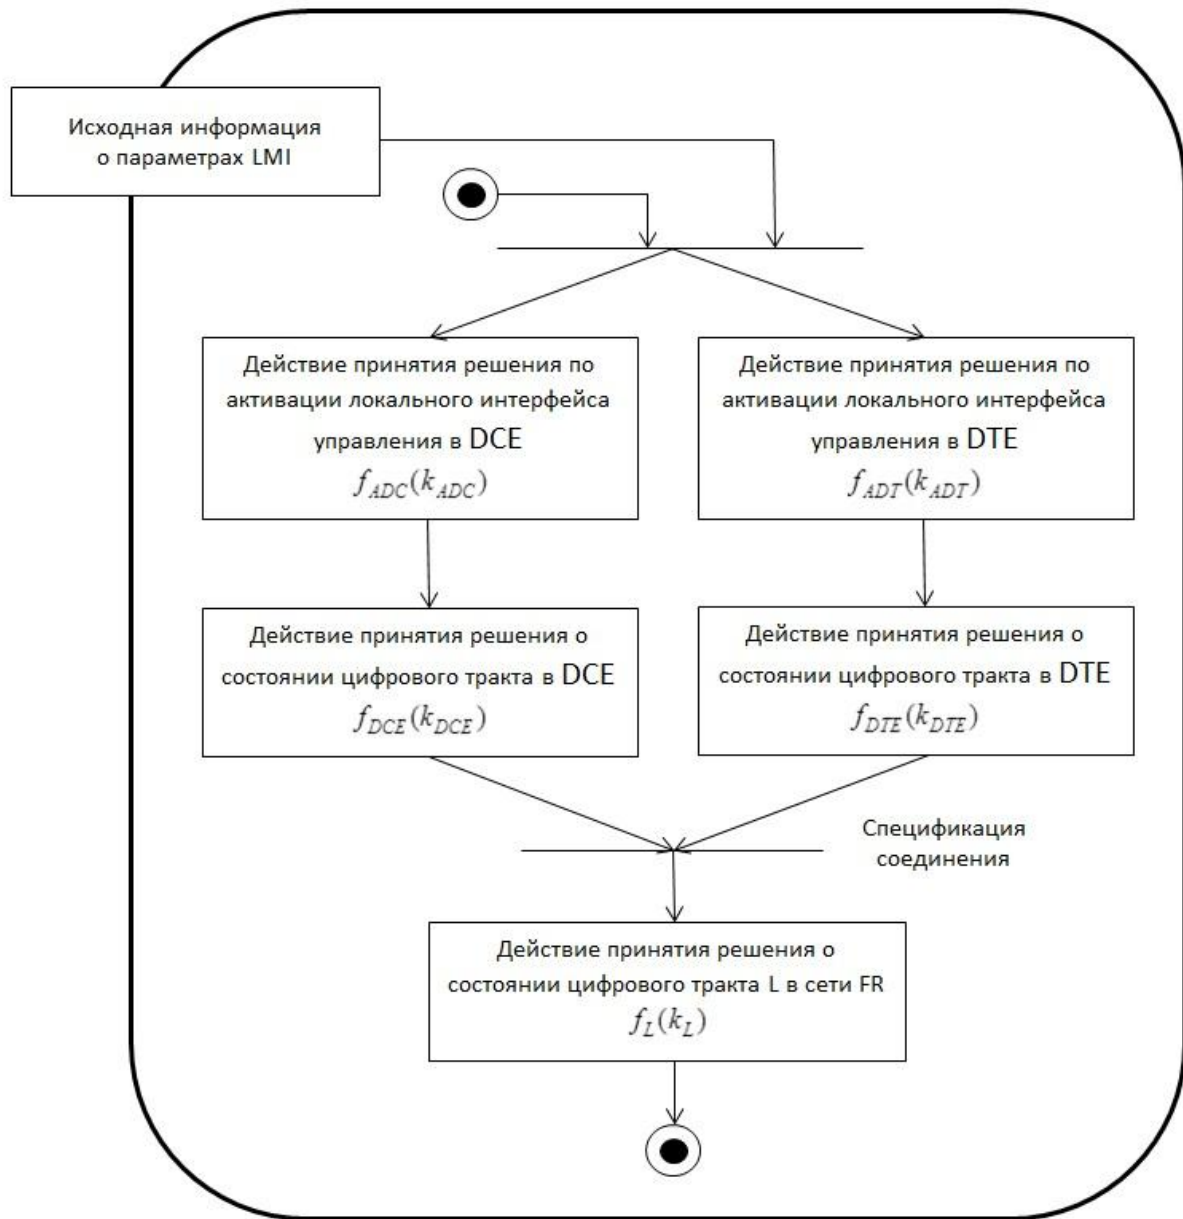 Исходная информация
о параметрах LMI
Действие принятия решения по
активации локального интерфейса
управления в DCE
f_ADC(k_ADC)
Действие принятия решения по
активации локального интерфейса
управления в DTE
f_ADT(k_ADT)
Действие принятия решения о
состоянии цифрового тракта в DCE
f_DCE(k_DCE)
Действие принятия решения о
состоянии цифрового тракта в DTE
f_DTE(k_DTE)
Спецификация
соединения
Действие принятия решения о
состоянии цифрового тракта L в сети FR
f_L(k_L)